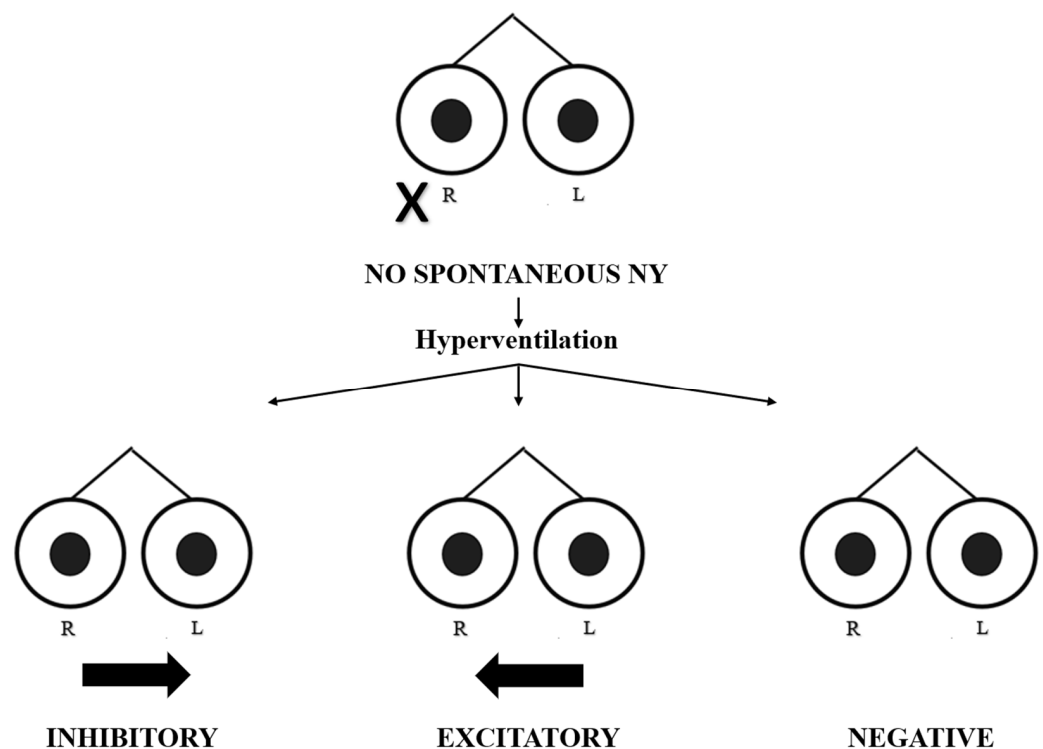 X R L
NO SPONTANEOUS NY
Hyperventilation
R L R L R L
INHIBITORY EXCITATORY NEGATIVE